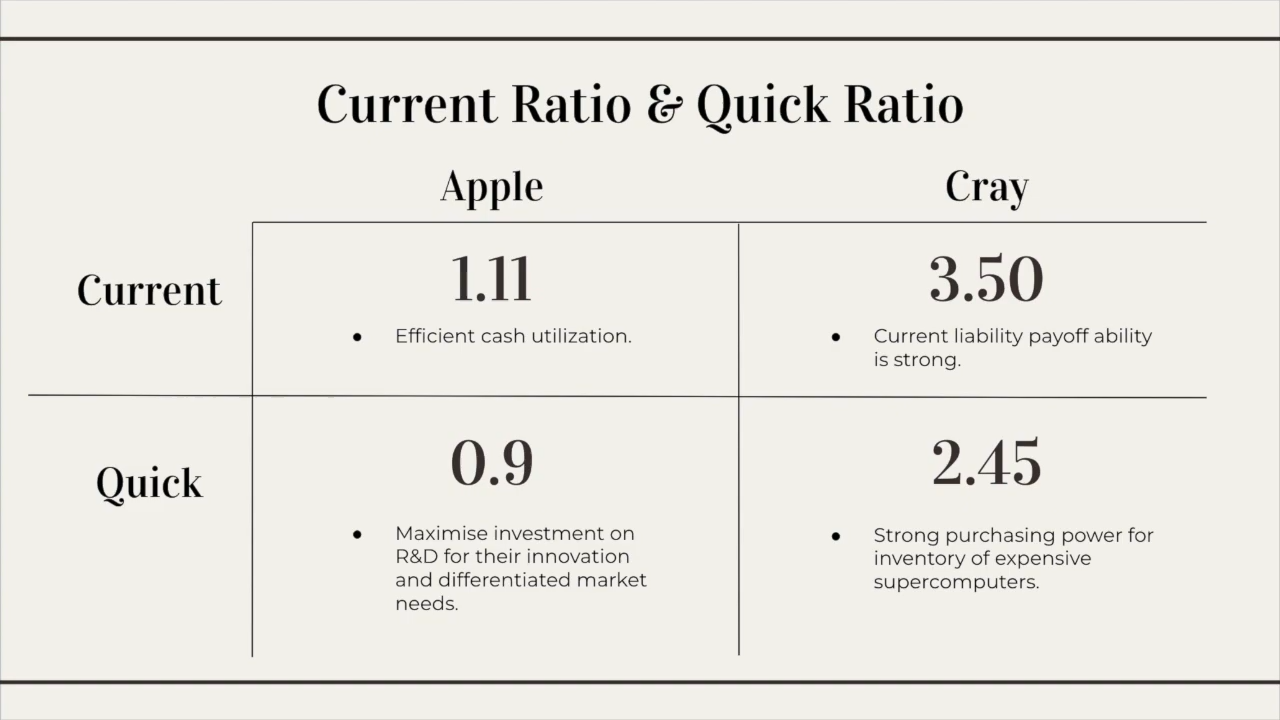 Current Ratio & Quick Ratio
Apple
Cray
Current
1.11
3.50
● Efficient cash utilization.
● Current liability payoff ability
is strong.
Quick
0.9
2.45
● Maximise investment on
R&D for their innovation
and differentiated market
needs.
● Strong purchasing power for
inventory of expensive
supercomputers.